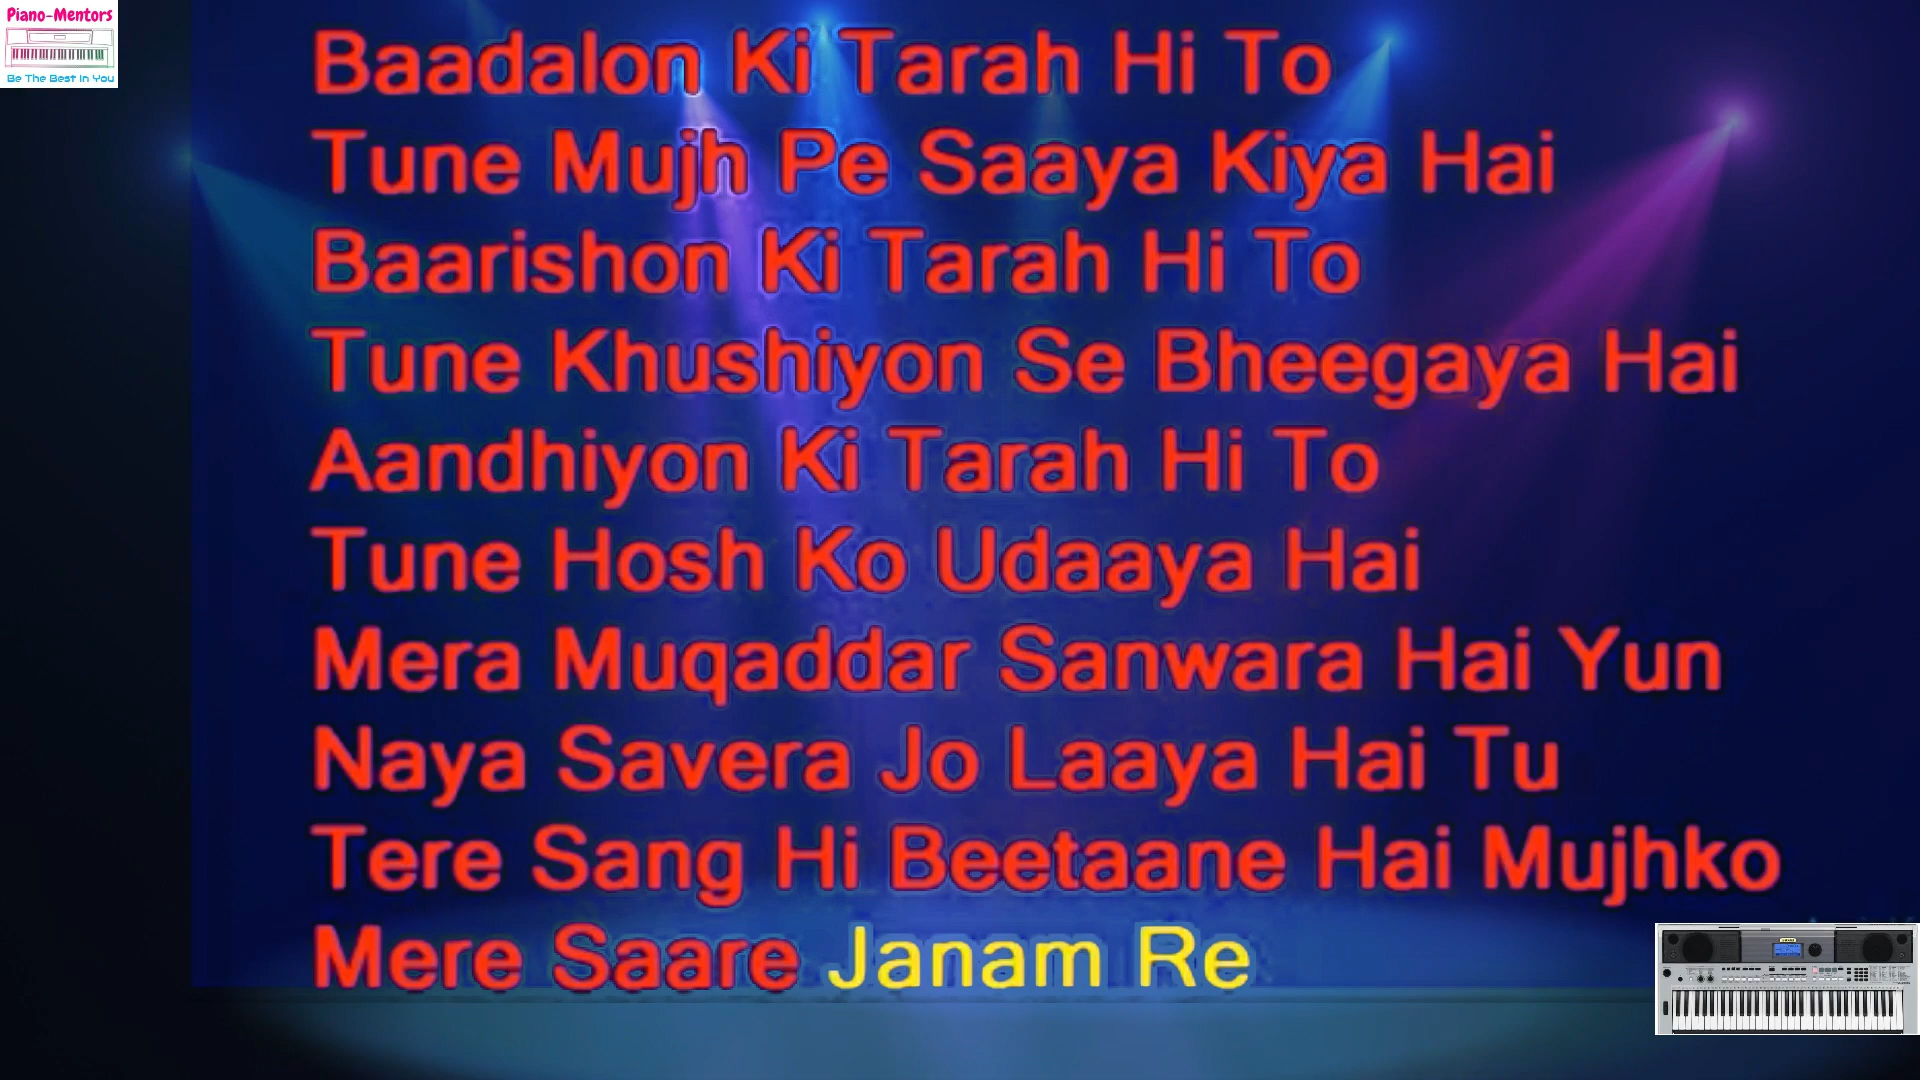 Piano-Mentors
Be The Best In You
Baadalon Ki Tarah Hi To
Tune Mujh Pe Saaya Kiya Hai
Baarishon Ki Tarah Hi To
Tune Khushiyon Se Bheegaya Hai
Aandhiyon Ki Tarah Hi To
Tune Hosh Ko Udaaya Hai
Mera Muqaddar Sanwara Hai Yun
Naya Savera Jo Laaya Hai Tu
Tere Sang Hi Beetaane Hai Mujhko
Mere Saare Janam Re